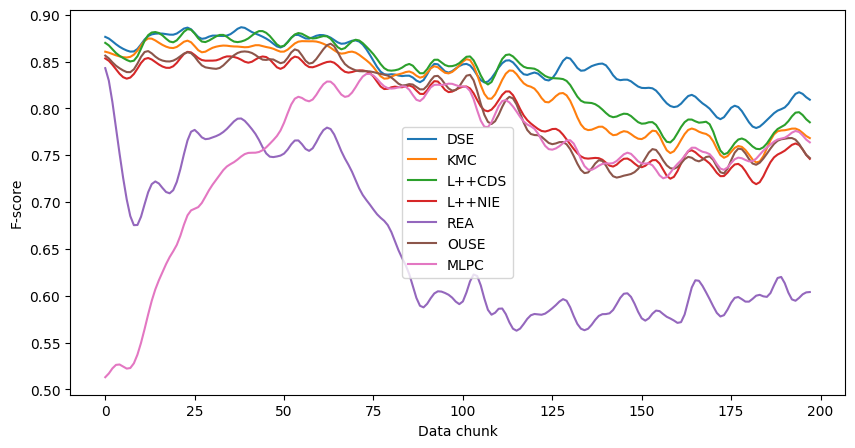 0.90
0.85
0.80
0.75
0.70
0.65
0.60
0.55
0.50
F-score
DSE
KMC
L++CDS
L++NIE
REA
OUSE
MLPC
0 25 50 75 100 125 150 175 200
Data chunk